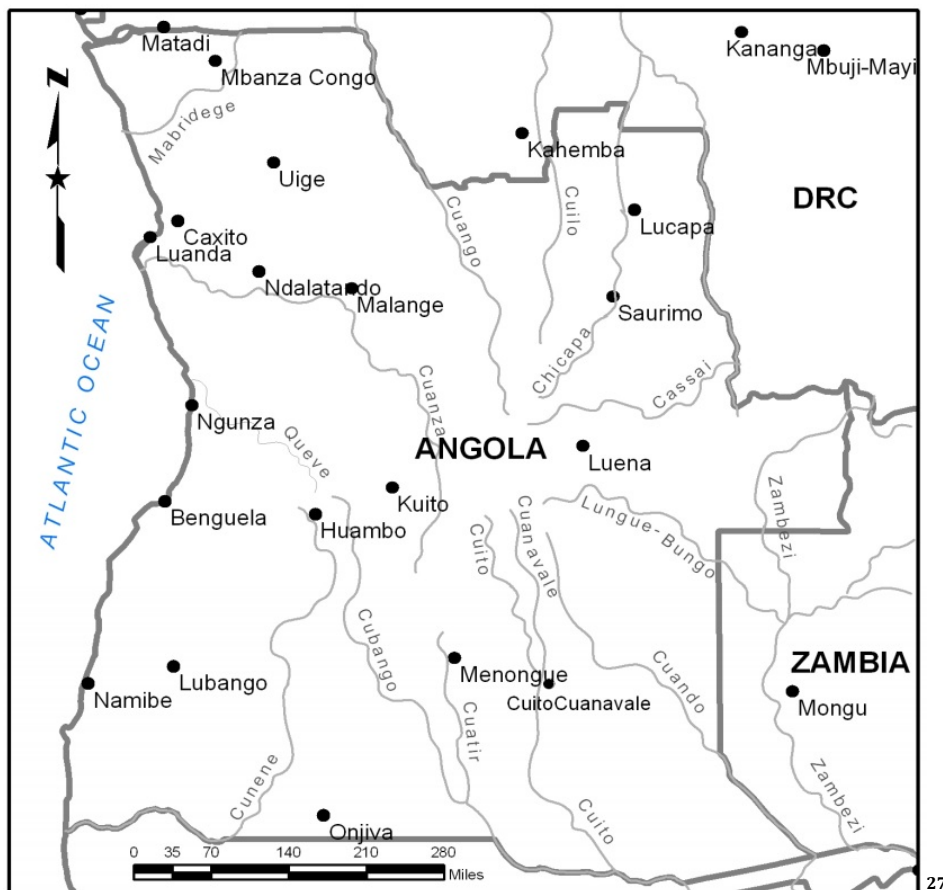 Matadi
Kananga
Mbuji-Mayi
Mbanza Congo
N
Mabridege
Kahemba
Uige
DRC
Cuilo
Cuango
Lucapa
Caxito
Luanda
Ndalatando
Malange
Saurimo
ATLANTIC OCEAN
Chicapa
Cassai
Cuanza
Ngunza
Queve
ANGOLA
Luena
Kuito
Zambezi
Benguela
Huambo
Cuito
Cuanavale
Lungue-Bungo
Cubango
ZAMBIA
Menongue
Lubango
Cuando
Namibe
CuitoCuanavale
Mongu
Cuatir
Cunene
Zambezi
Onjiva
Cuito
0 35 70 140 210 280
Miles
27